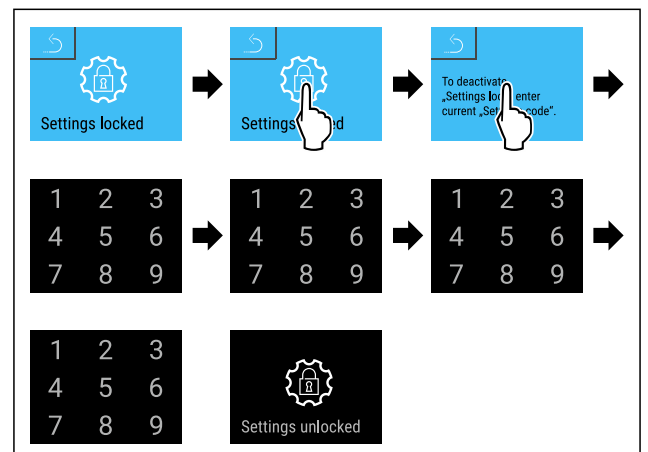 Settings locked
Settings
To deactivate
„Settings enter
current code".
1 2 3
4 5 6
7 8 9
1 2 3
4 5 6
7 8 9
1 2 3
4 5 6
7 8 9
1 2 3
4 5 6
7 8 9
Settings unlocked